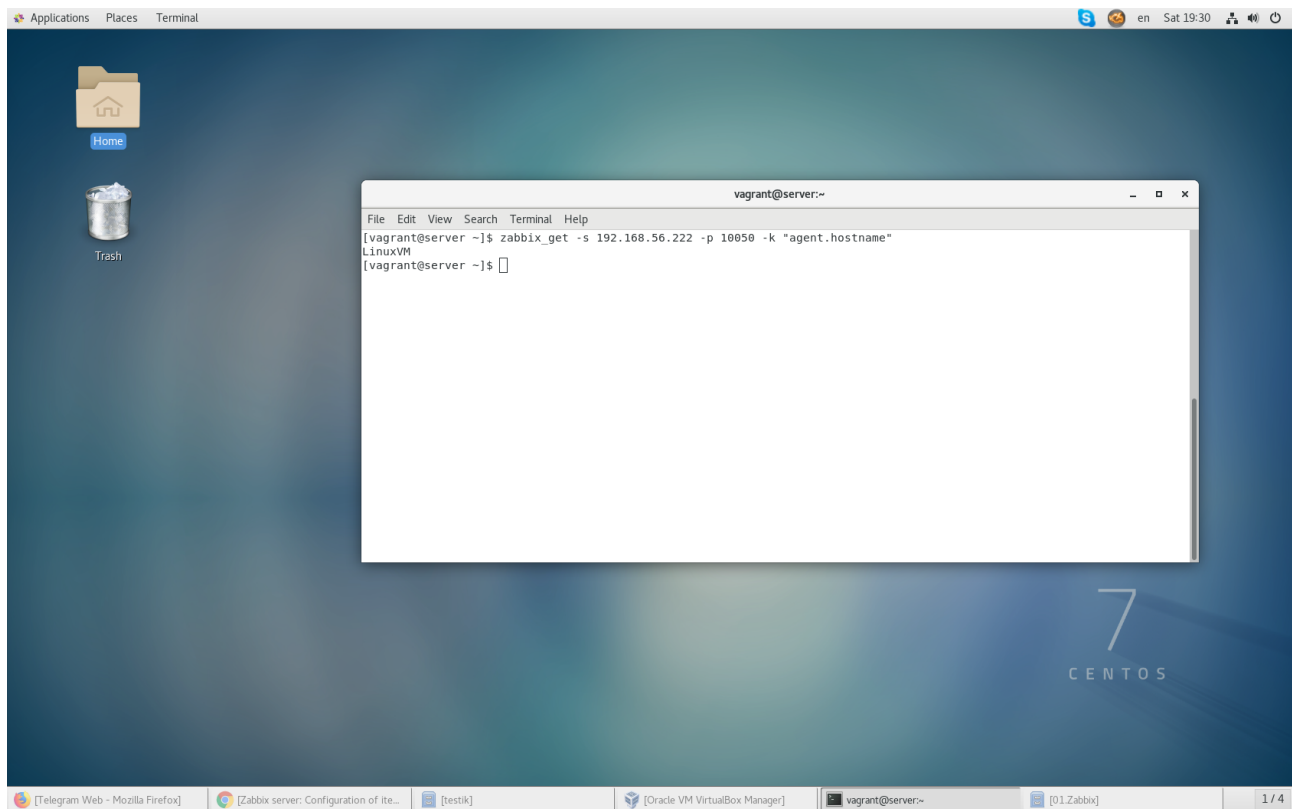 Applications Places Terminal
en Sat 19:30
Home
Trash
vagrant@server:~
File Edit View Search Terminal Help
[vagrant@server ~]$ zabbix_get -s 192.168.56.222 -p 10050 -k "agent.hostname"
LinuxVM
[vagrant@server ~]$
7
CENTOS
[Telegram Web - Mozilla Firefox] [Zabbix server: Configuration of ite... [testik] [Oracle VM VirtualBox Manager] vagrant@server:~ [01.Zabbix] 1 / 4